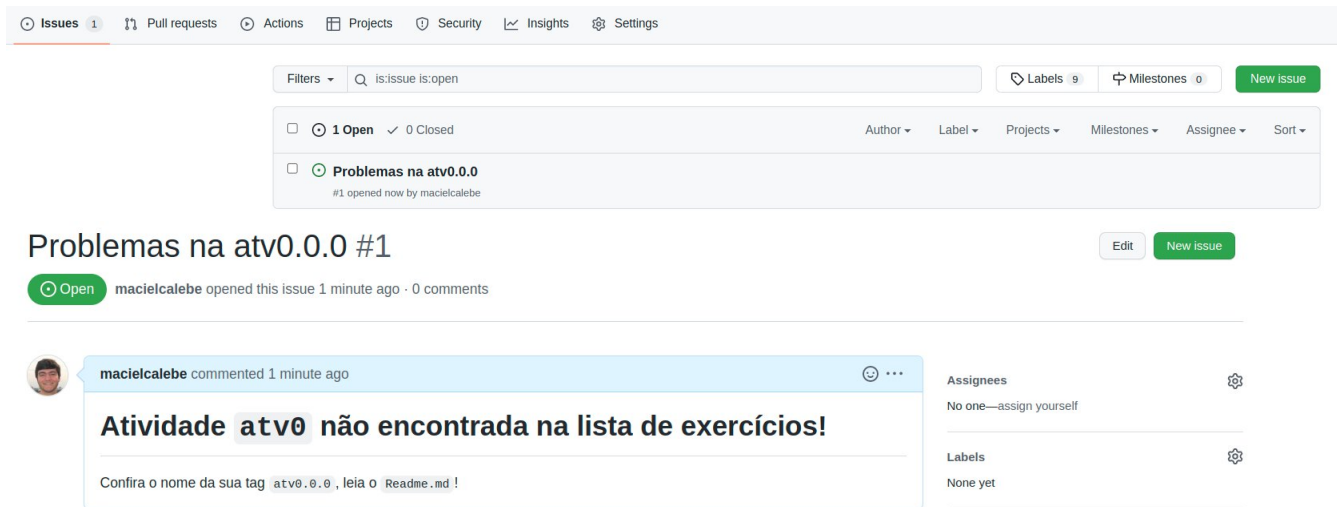 Issues 1 Pull requests Actions Projects Security Insights Settings
Filters is:issue is:open Labels 9 Milestones 0 New issue
1 Open 0 Closed Author Label Projects Milestones Assignee Sort
Problemas na atv0.0.0
#1 opened now by macielcalebe
Problemas na atv0.0.0 #1 Edit New issue
Open macielcalebe opened this issue 1 minute ago · 0 comments
macielcalebe commented 1 minute ago
Atividade atv0 não encontrada na lista de exercícios!
Confira o nome da sua tag atv0.0.0, leia o Readme.md!
Assignees
No one—assign yourself
Labels
None yet